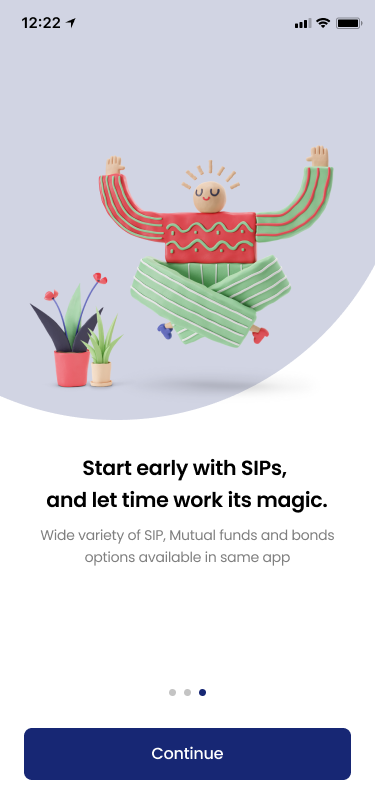 12:22
Start early with SIPs,
and let time work its magic.
Wide variety of SIP, Mutual funds and bonds
options available in same app
Continue